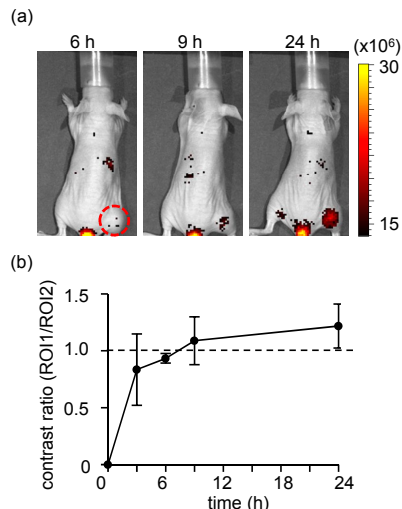 (a)
6 h 9 h 24 h (x10⁶)
30
15
(b)
contrast ratio (ROI1/ROI2)
1.5
1.0
0.5
0
0 6 12 18 24
time (h)